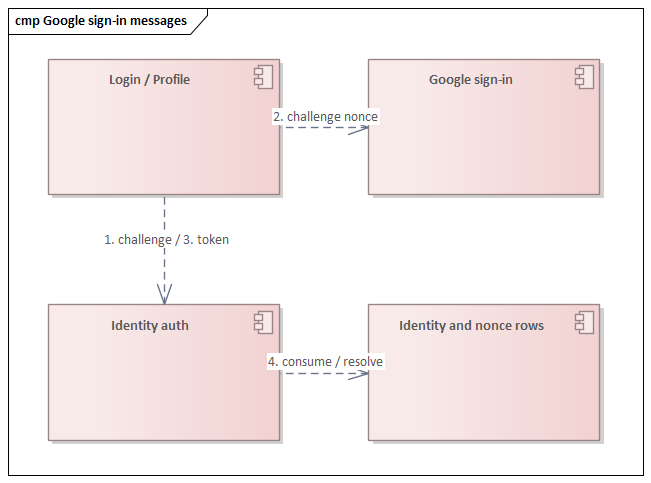 cmp Google sign-in messages
Login / Profile
Google sign-in
2. challenge nonce
1. challenge / 3. token
Identity auth
Identity and nonce rows
4. consume / resolve